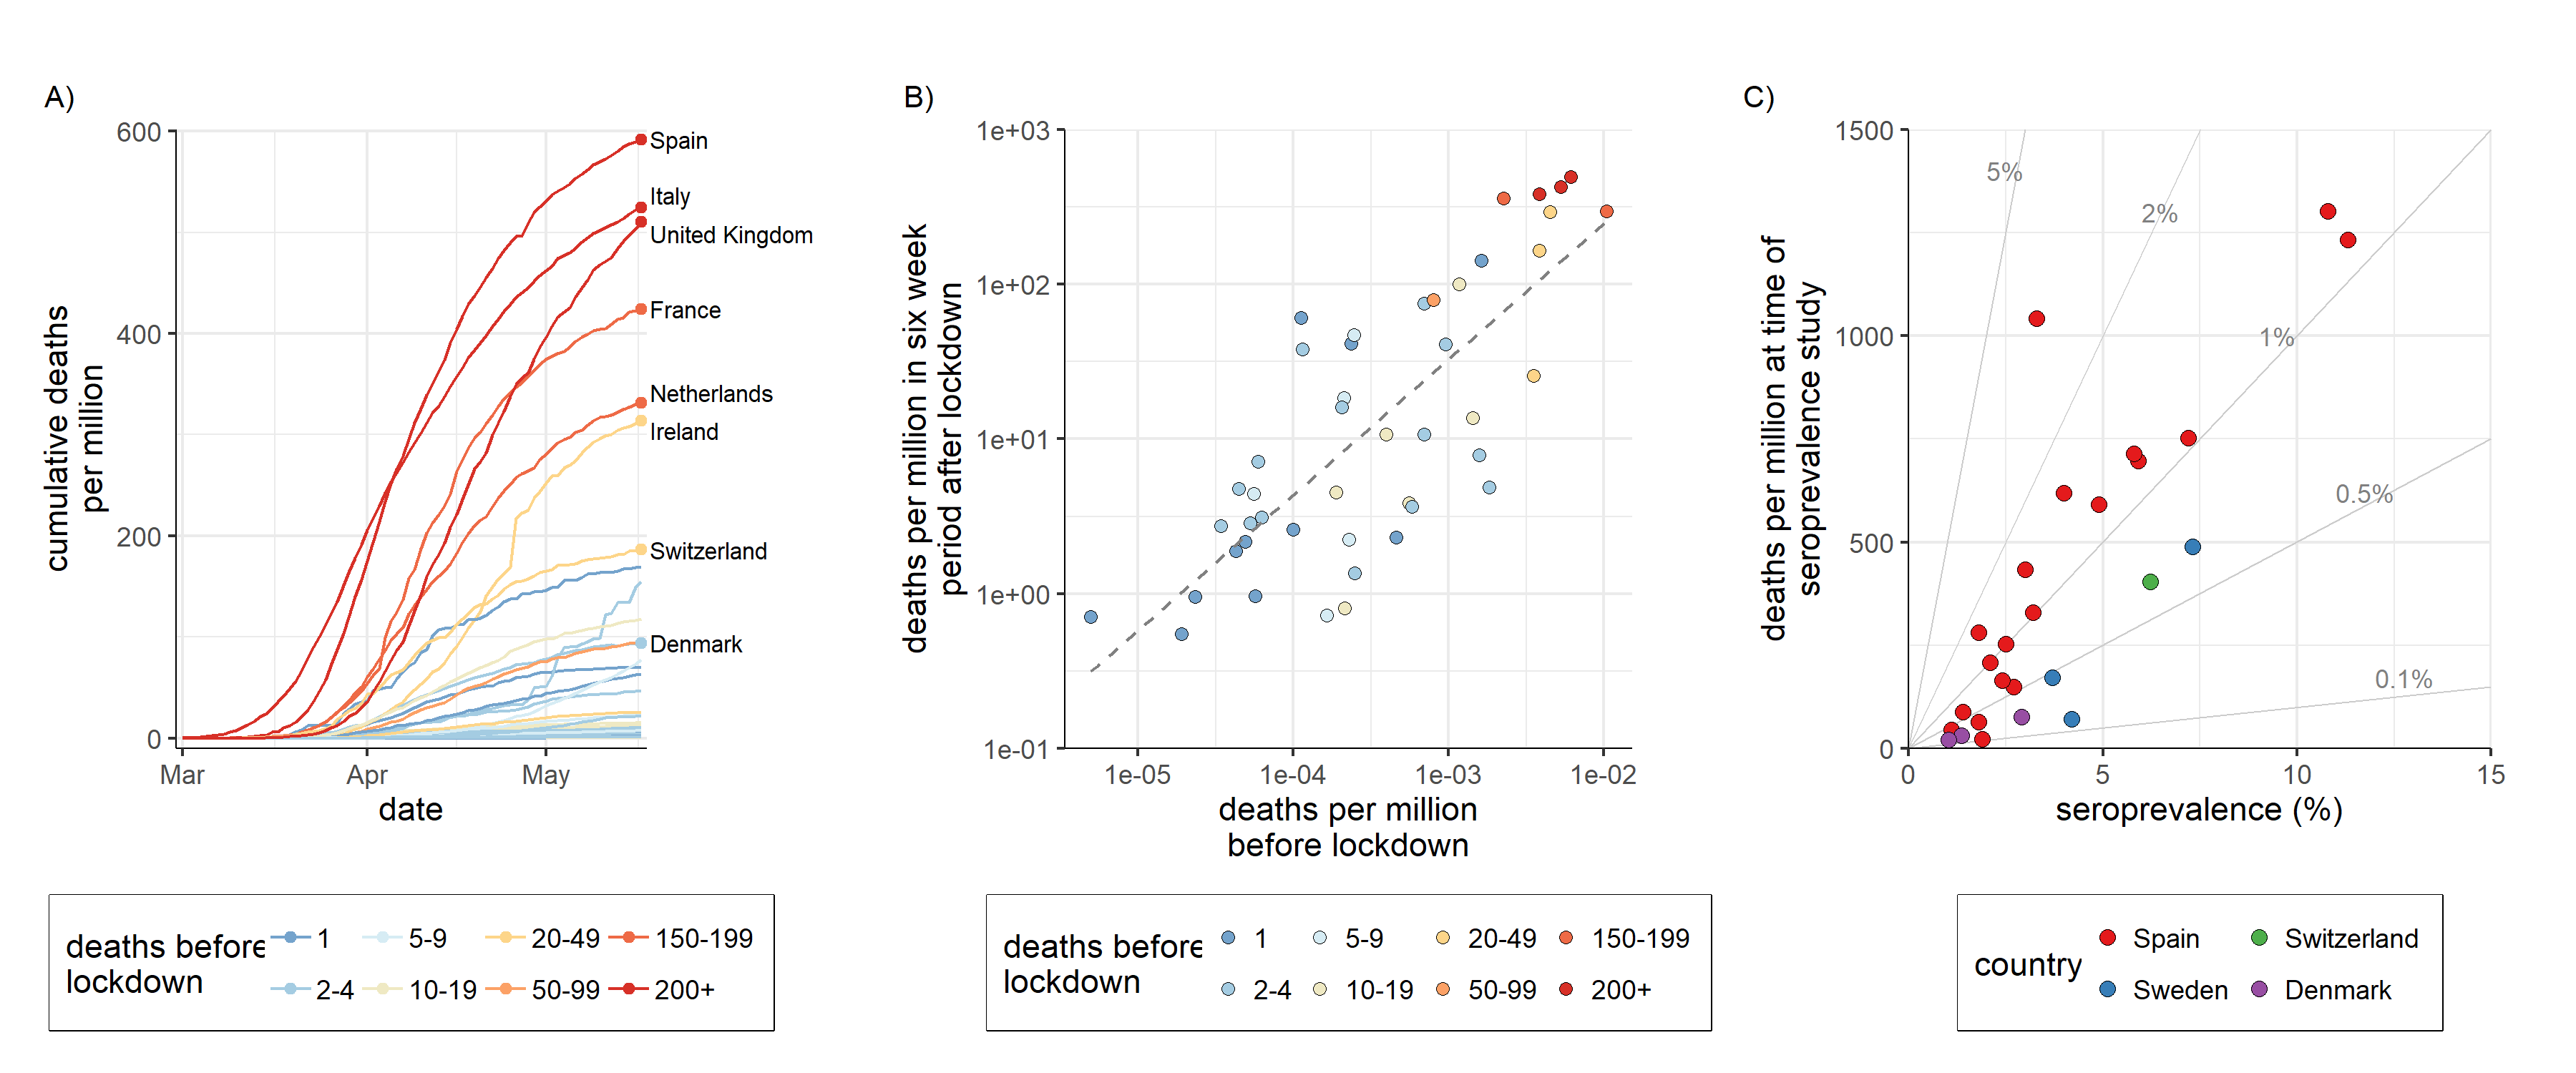 A)
600
400
200
0
Mar
Apr
May
cumulative deaths
per million
date
Spain
Italy
United Kingdom
France
Netherlands
Ireland
Switzerland
Denmark
deaths before
lockdown
1
5-9
20-49
150-199
2-4
10-19
50-99
200+
B)
1e+03
1e+02
1e+01
1e+00
1e-01
1e-05
1e-04
1e-03
1e-02
deaths per million in six week
period after lockdown
deaths per million
before lockdown
deaths before
lockdown
1
5-9
20-49
150-199
2-4
10-19
50-99
200+
C)
1500
1000
500
0
0
5
10
15
deaths per million at time of
seroprevalence study
seroprevalence (%)
5%
2%
1%
0.5%
0.1%
country
Spain
Switzerland
Sweden
Denmark